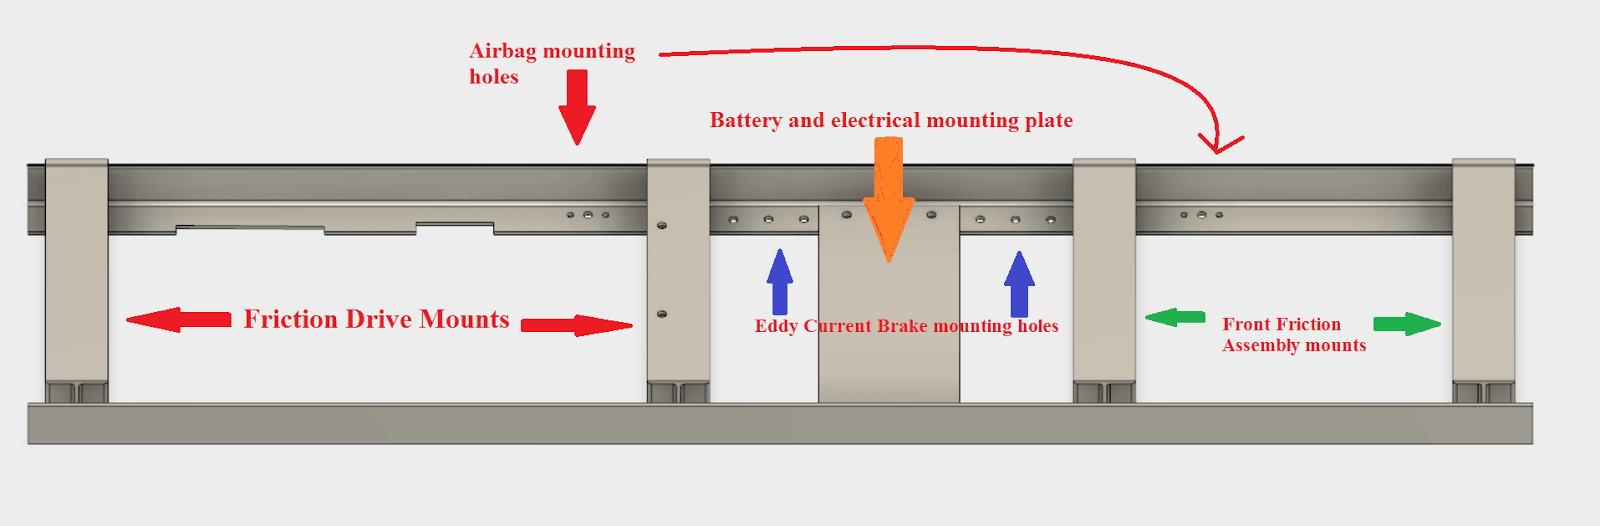 Airbag mounting
holes
Battery and electrical mounting plate
Friction Drive Mounts
Eddy Current Brake mounting holes
Front Friction
Assembly mounts